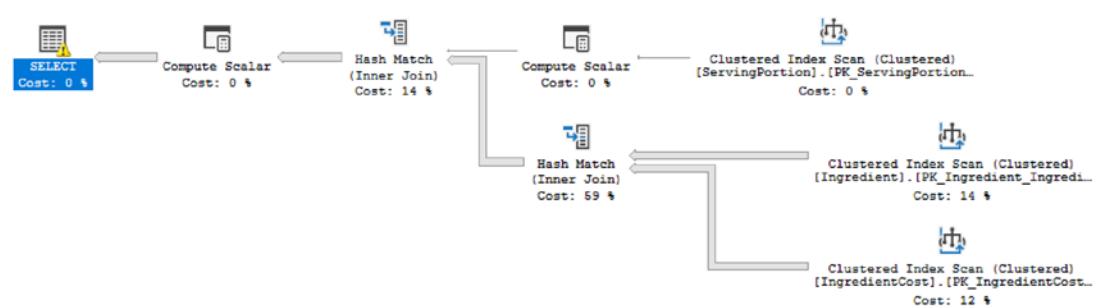 SELECT
Cost: 0 %
Compute Scalar
Cost: 0 %
Hash Match
(Inner Join)
Cost: 14 %
Compute Scalar
Cost: 0 %
Clustered Index Scan (Clustered)
[ServingPortion].[PK_ServingPortion…
Cost: 0 %
Hash Match
(Inner Join)
Cost: 59 %
Clustered Index Scan (Clustered)
[Ingredient].[PK_Ingredient_Ingredi…
Cost: 14 %
Clustered Index Scan (Clustered)
[IngredientCost].[PK_IngredientCost…
Cost: 12 %